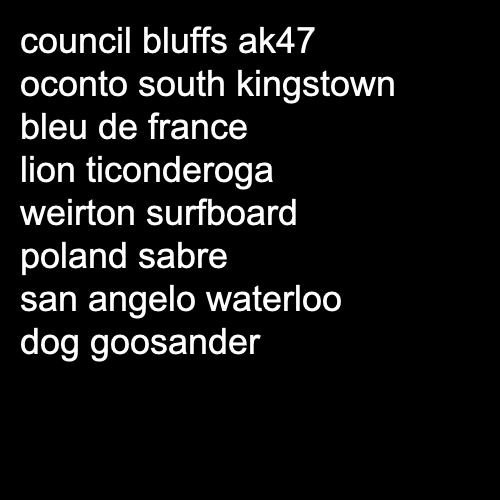 council bluffs ak47
oconto south kingstown
bleu de france
lion ticonderoga
weirton surfboard
poland sabre
san angelo waterloo
dog goosander